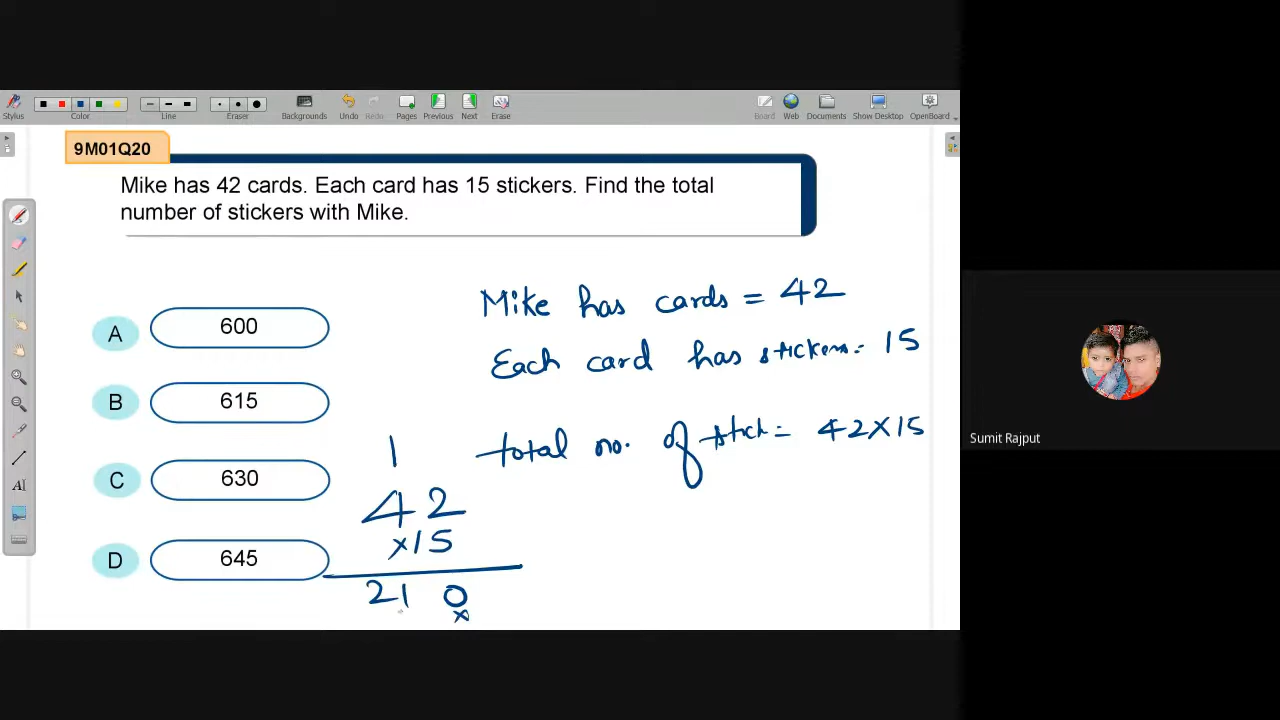 Stylus
Color
Line
Eraser
Backgrounds
Undo
Redo
Pages
Previous
Next
Erase
Board
Web
Documents
Show Desktop
OpenBoard
9M01Q20
Mike has 42 cards. Each card has 15 stickers. Find the total
number of stickers with Mike.
A 600
B 615
C 630
D 645
Mike has cards = 42
Each card has stickers = 15
total no. of stick = 42×15
1
42
×15
21 0
×
Sumit Rajput